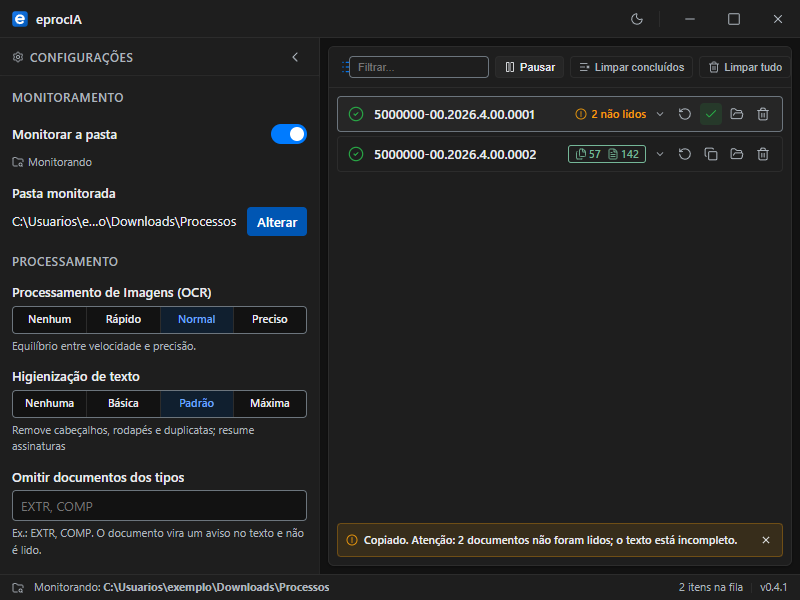 e eprocIA
CONFIGURAÇÕES
MONITORAMENTO
Monitorar a pasta
Monitorando
Pasta monitorada
C:\Usuarios\e...o\Downloads\Processos Alterar
PROCESSAMENTO
Processamento de Imagens (OCR)
Nenhum Rápido Normal Preciso
Equilíbrio entre velocidade e precisão.
Higienização de texto
Nenhuma Básica Padrão Máxima
Remove cabeçalhos, rodapés e duplicatas; resume
assinaturas
Omitir documentos dos tipos
EXTR, COMP
Ex.: EXTR, COMP. O documento vira um aviso no texto e não
é lido.
Filtrar... Pausar Limpar concluídos Limpar tudo
5000000-00.2026.4.00.0001 2 não lidos
5000000-00.2026.4.00.0002 57 142
Copiado. Atenção: 2 documentos não foram lidos; o texto está incompleto.
Monitorando: C:\Usuarios\exemplo\Downloads\Processos 2 itens na fila v0.4.1